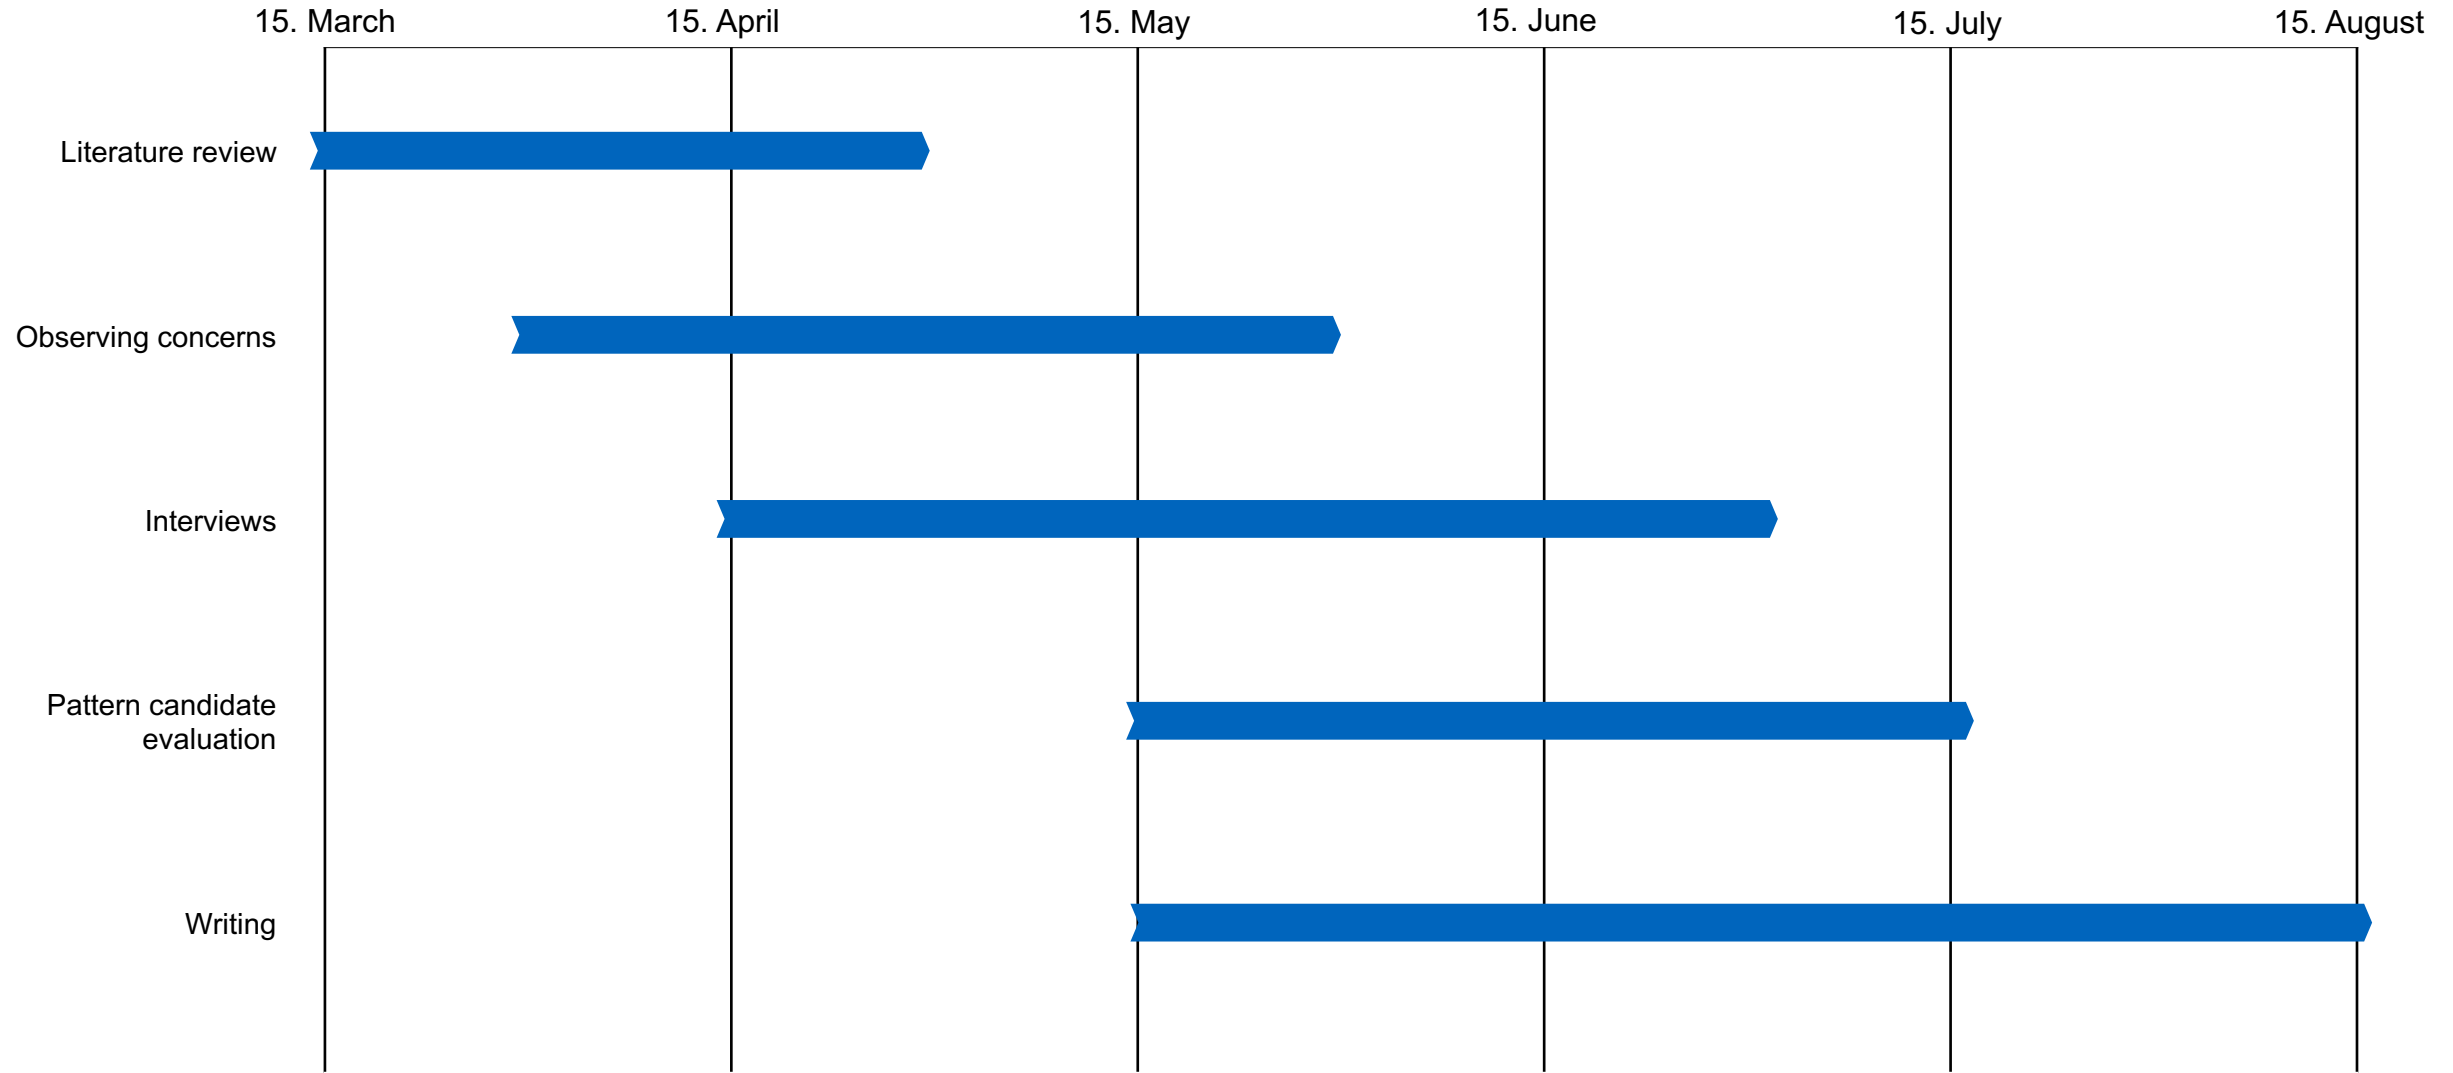 15. March
15. April
15. May
15. June
15. July
15. August
Literature review
Observing concerns
Interviews
Pattern candidate
evaluation
Writing